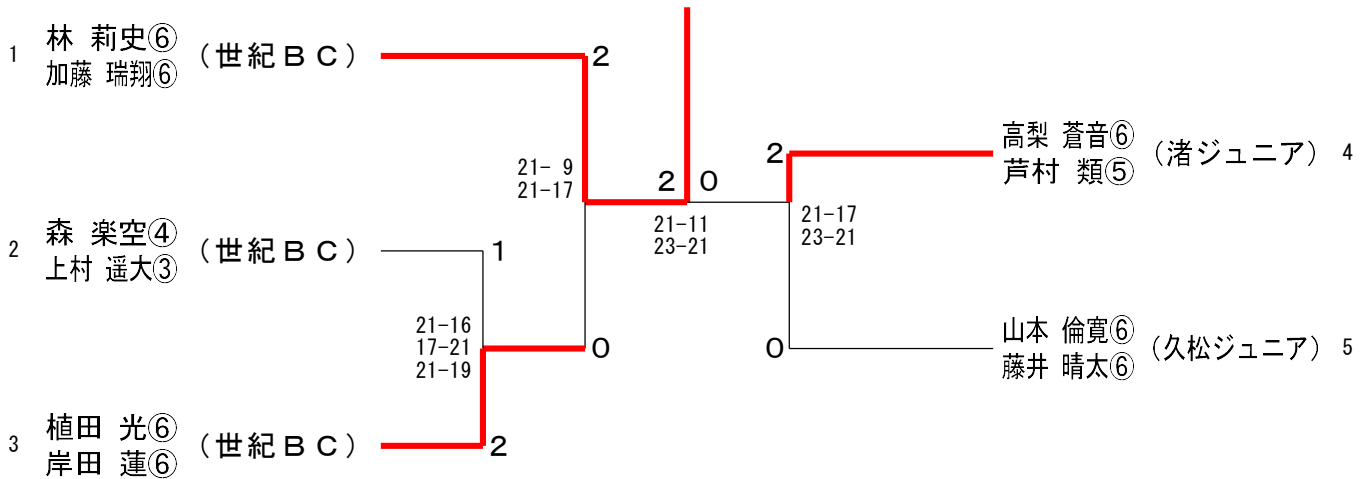 1
林 莉史⑥
加藤 瑞翔⑥
（世紀ＢＣ）
2
21- 9
21-17
2
森 楽空④
上村 遥大③
（世紀ＢＣ）
1
21-16
17-21
21-19
0
3
植田 光⑥
岸田 蓮⑥
（世紀ＢＣ）
2
2
0
21-11
23-21
2
高梨 蒼音⑥
芦村 類⑤
（渚ジュニア）
4
21-17
23-21
0
山本 倫寛⑥
藤井 晴太⑥
（久松ジュニア）
5